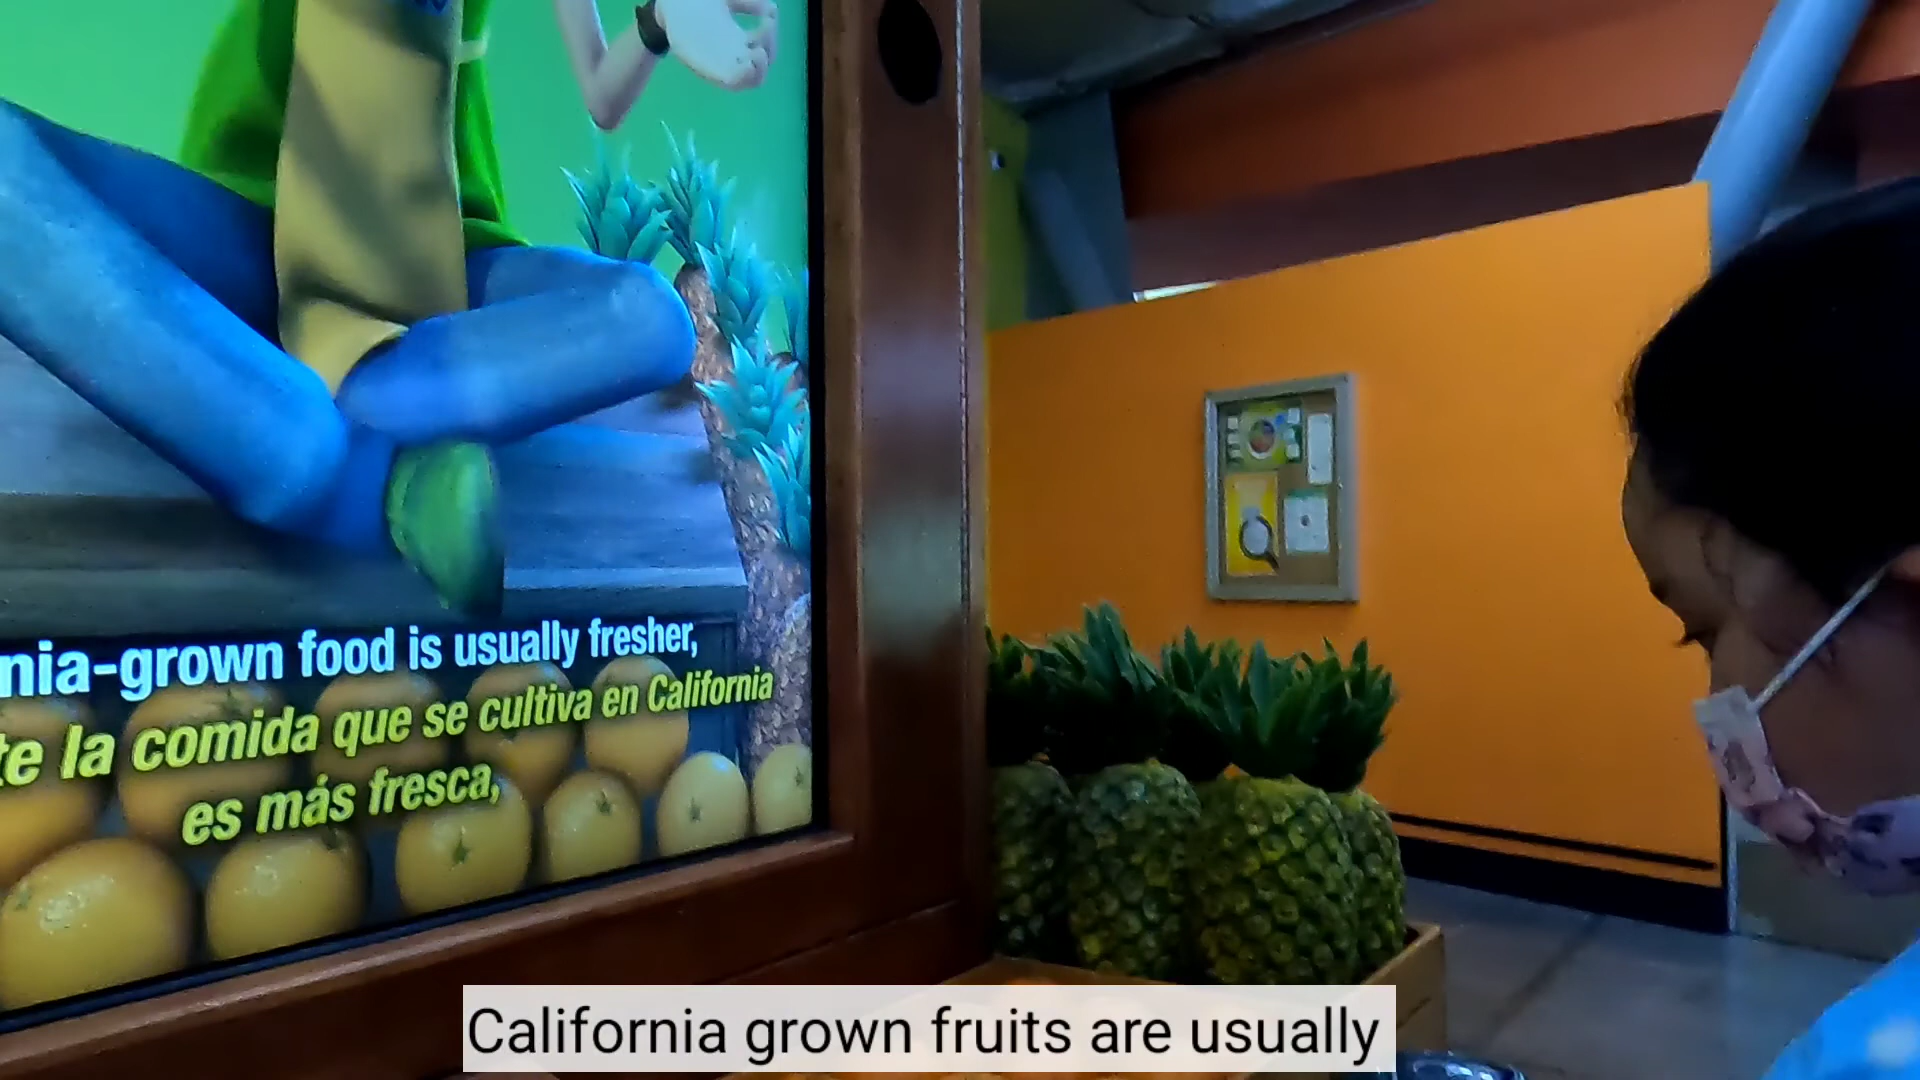 nia-grown food is usually fresher,
te la comida que se cultiva en California
es más fresca,
California grown fruits are usually